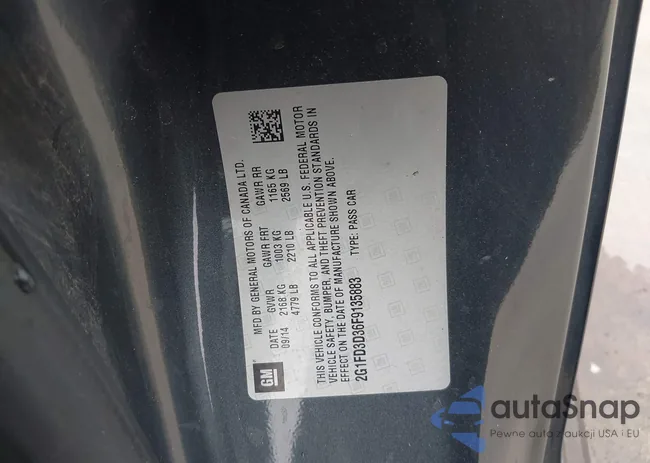 MFD BY GENERAL MOTORS OF CANADA LTD.
DATE GVWR GAWR FRT GAWR RR
09/14 2168 KG 1003 KG 1165 KG
4779 LB 2210 LB 2569 LB
THIS VEHICLE CONFORMS TO ALL APPLICABLE U.S. FEDERAL MOTOR
VEHICLE SAFETY, BUMPER, AND THEFT PREVENTION STANDARDS IN
EFFECT ON THE DATE OF MANUFACTURE SHOWN ABOVE.
2G1FD3D36F9135883 TYPE: PASS CAR
GM
autaSnap
Pewne auta z aukcji USA i EU